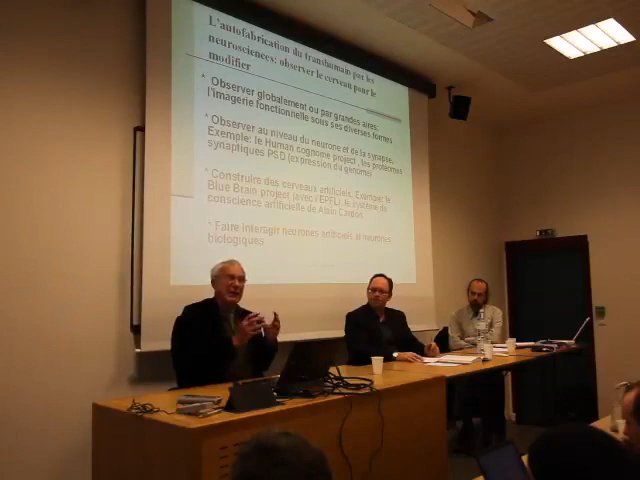 L'autofabrication du transhumain par les
neurosciences: observer le cerveau pour le
modifier
* Observer globalement ou par grandes aires:
l'imagerie fonctionnelle sous ses diverses formes
* Observer au niveau du neurone et de la synapse.
Exemple: le Human cognome project , les protéomes
synaptiques PSD (expression du génome)
* Construire des cerveaux artificiels. Exemple: le
Blue Brain project (avec l'EPFL), le système de
conscience artificielle de Alain Cardon
* Faire interagir neurones artificiels et neurones
biologiques